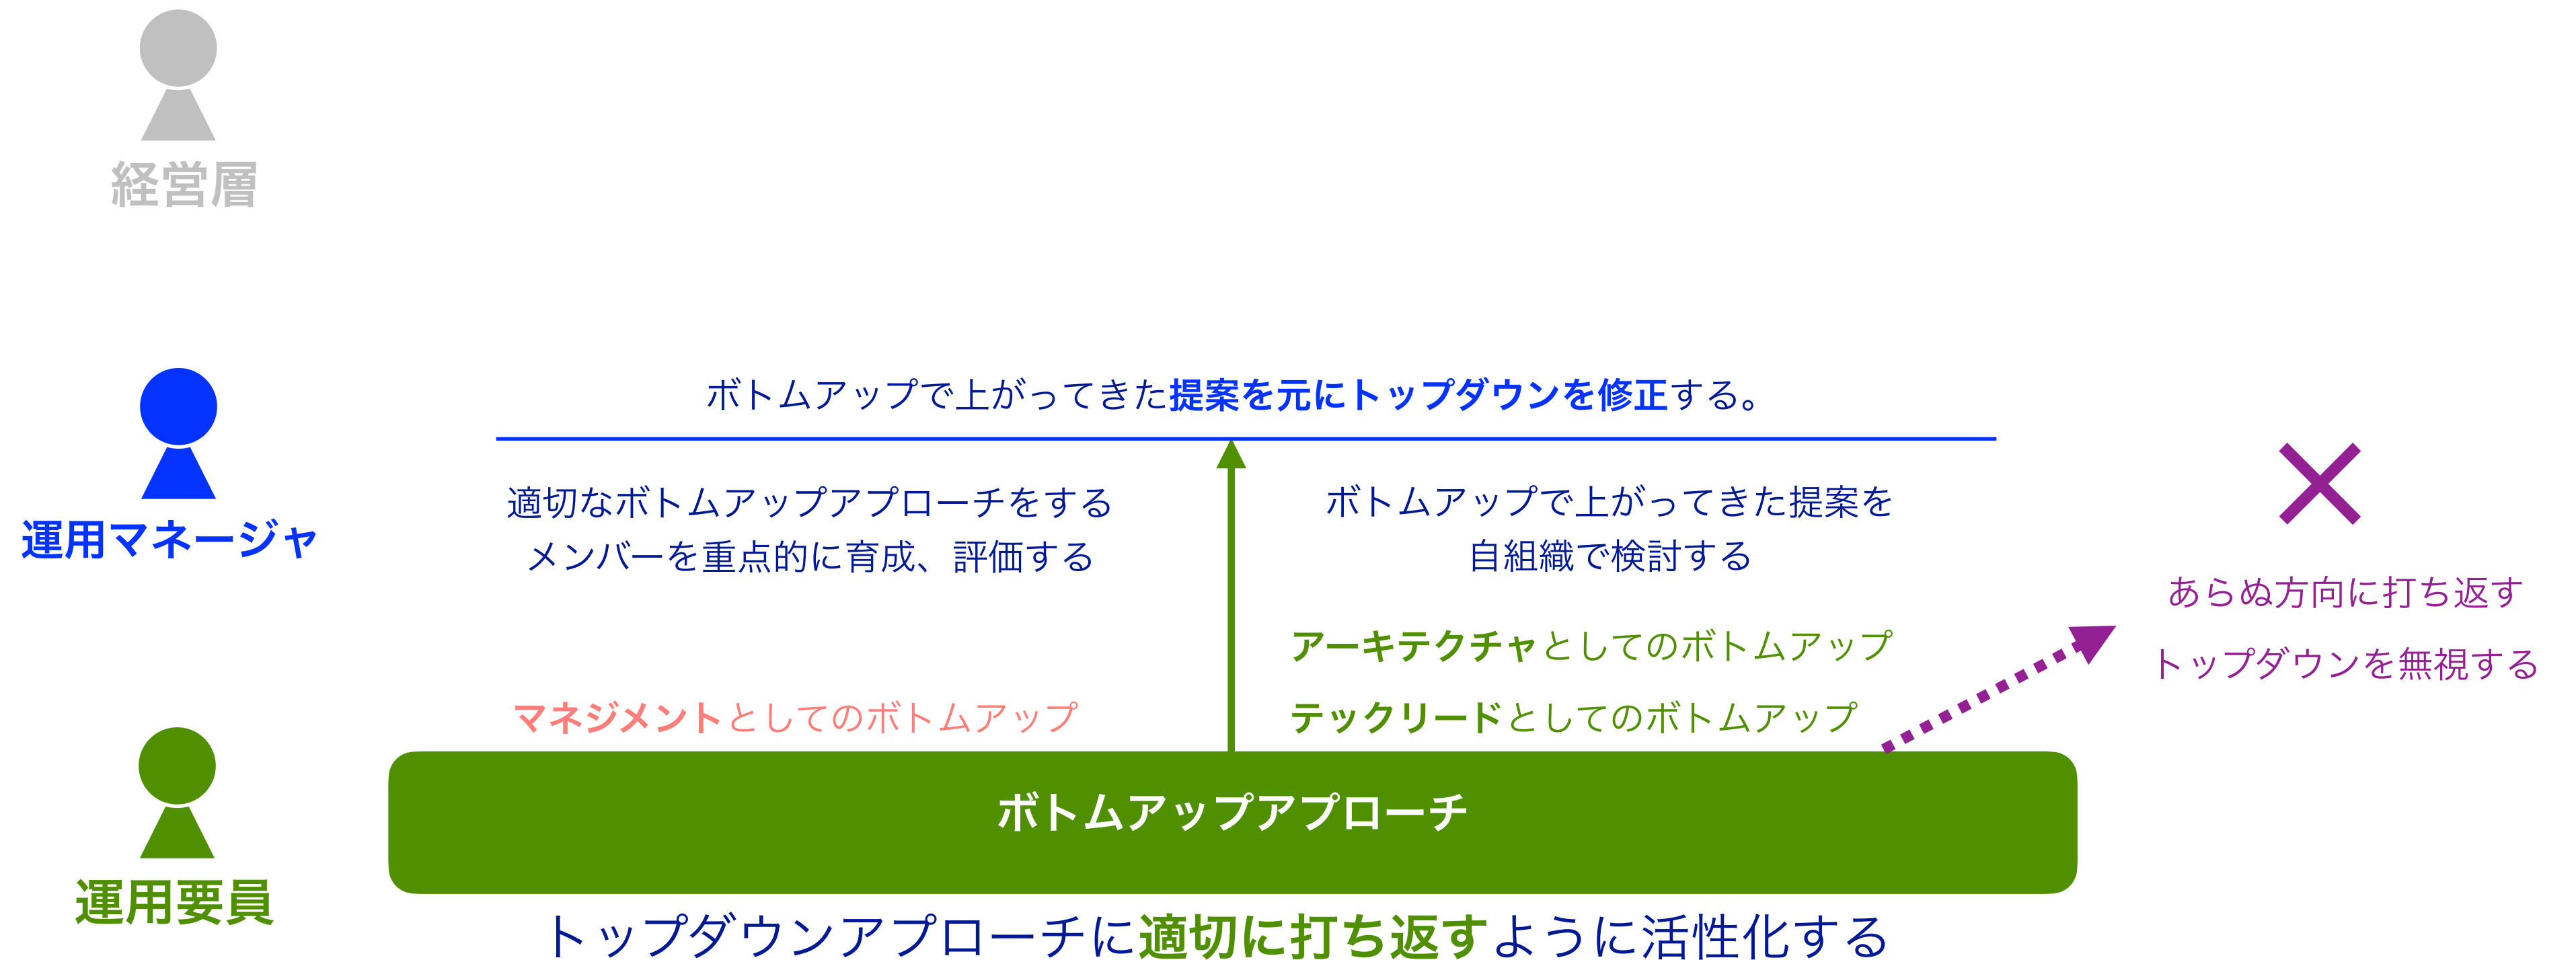 経営層
ボトムアップで上がってきた提案を元にトップダウンを修正する。
運用マネージャ
適切なボトムアップアプローチをする
メンバーを重点的に育成、評価する
ボトムアップで上がってきた提案を
自組織で検討する
あらぬ方向に打ち返す
トップダウンを無視する
アーキテクチャとしてのボトムアップ
マネジメントとしてのボトムアップ
テックリードとしてのボトムアップ
ボトムアップアプローチ
運用要員
トップダウンアプローチに適切に打ち返すように活性化する